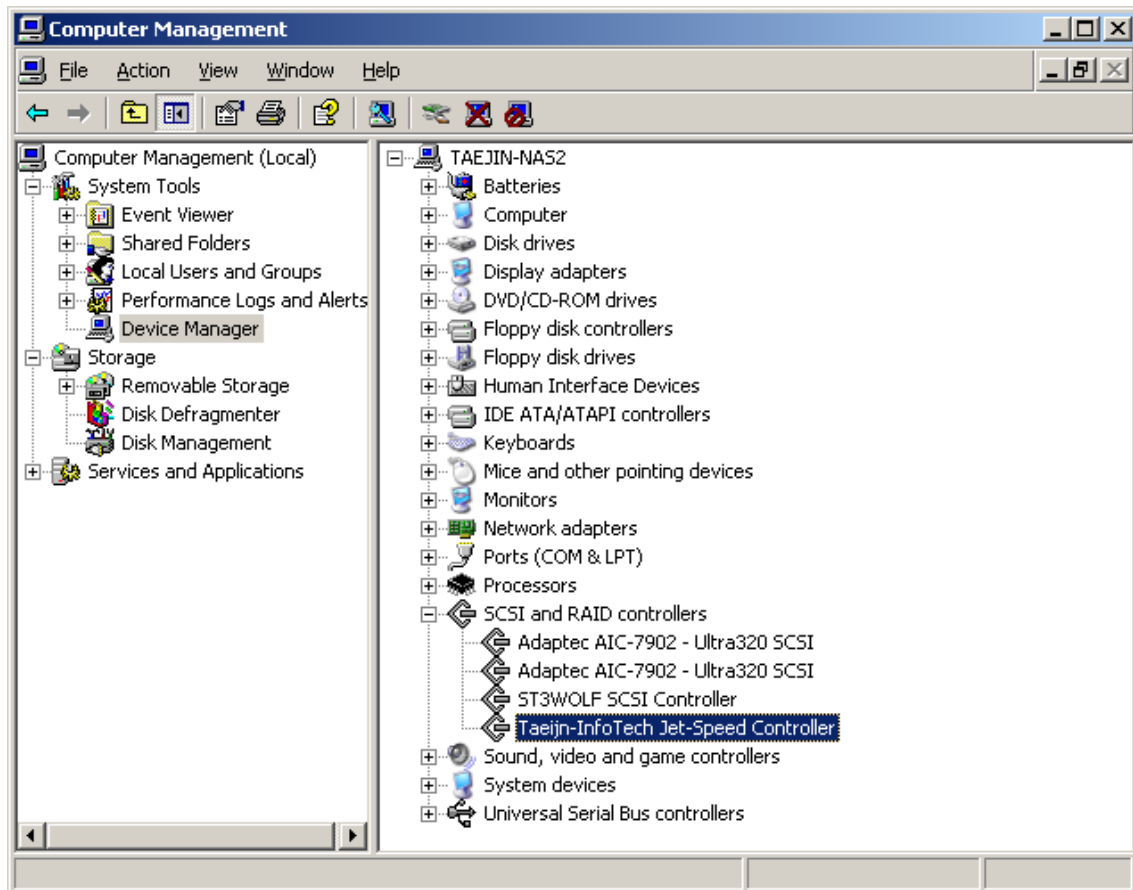 Computer Management
File Action View Window Help
Computer Management (Local)
System Tools
Event Viewer
Shared Folders
Local Users and Groups
Performance Logs and Alerts
Device Manager
Storage
Removable Storage
Disk Defragmenter
Disk Management
Services and Applications
TAEJIN-NAS2
Batteries
Computer
Disk drives
Display adapters
DVD/CD-ROM drives
Floppy disk controllers
Floppy disk drives
Human Interface Devices
IDE ATA/ATAPI controllers
Keyboards
Mice and other pointing devices
Monitors
Network adapters
Ports (COM & LPT)
Processors
SCSI and RAID controllers
Adaptec AIC-7902 - Ultra320 SCSI
Adaptec AIC-7902 - Ultra320 SCSI
ST3WOLF SCSI Controller
Taeijn-InfoTech Jet-Speed Controller
Sound, video and game controllers
System devices
Universal Serial Bus controllers